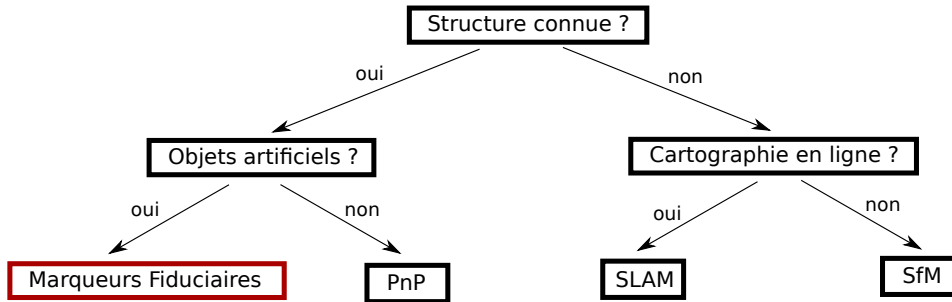 Structure connue ?
oui
non
Objets artificiels ?
Cartographie en ligne ?
oui
non
oui
non
Marqueurs Fiduciaires
PnP
SLAM
SfM